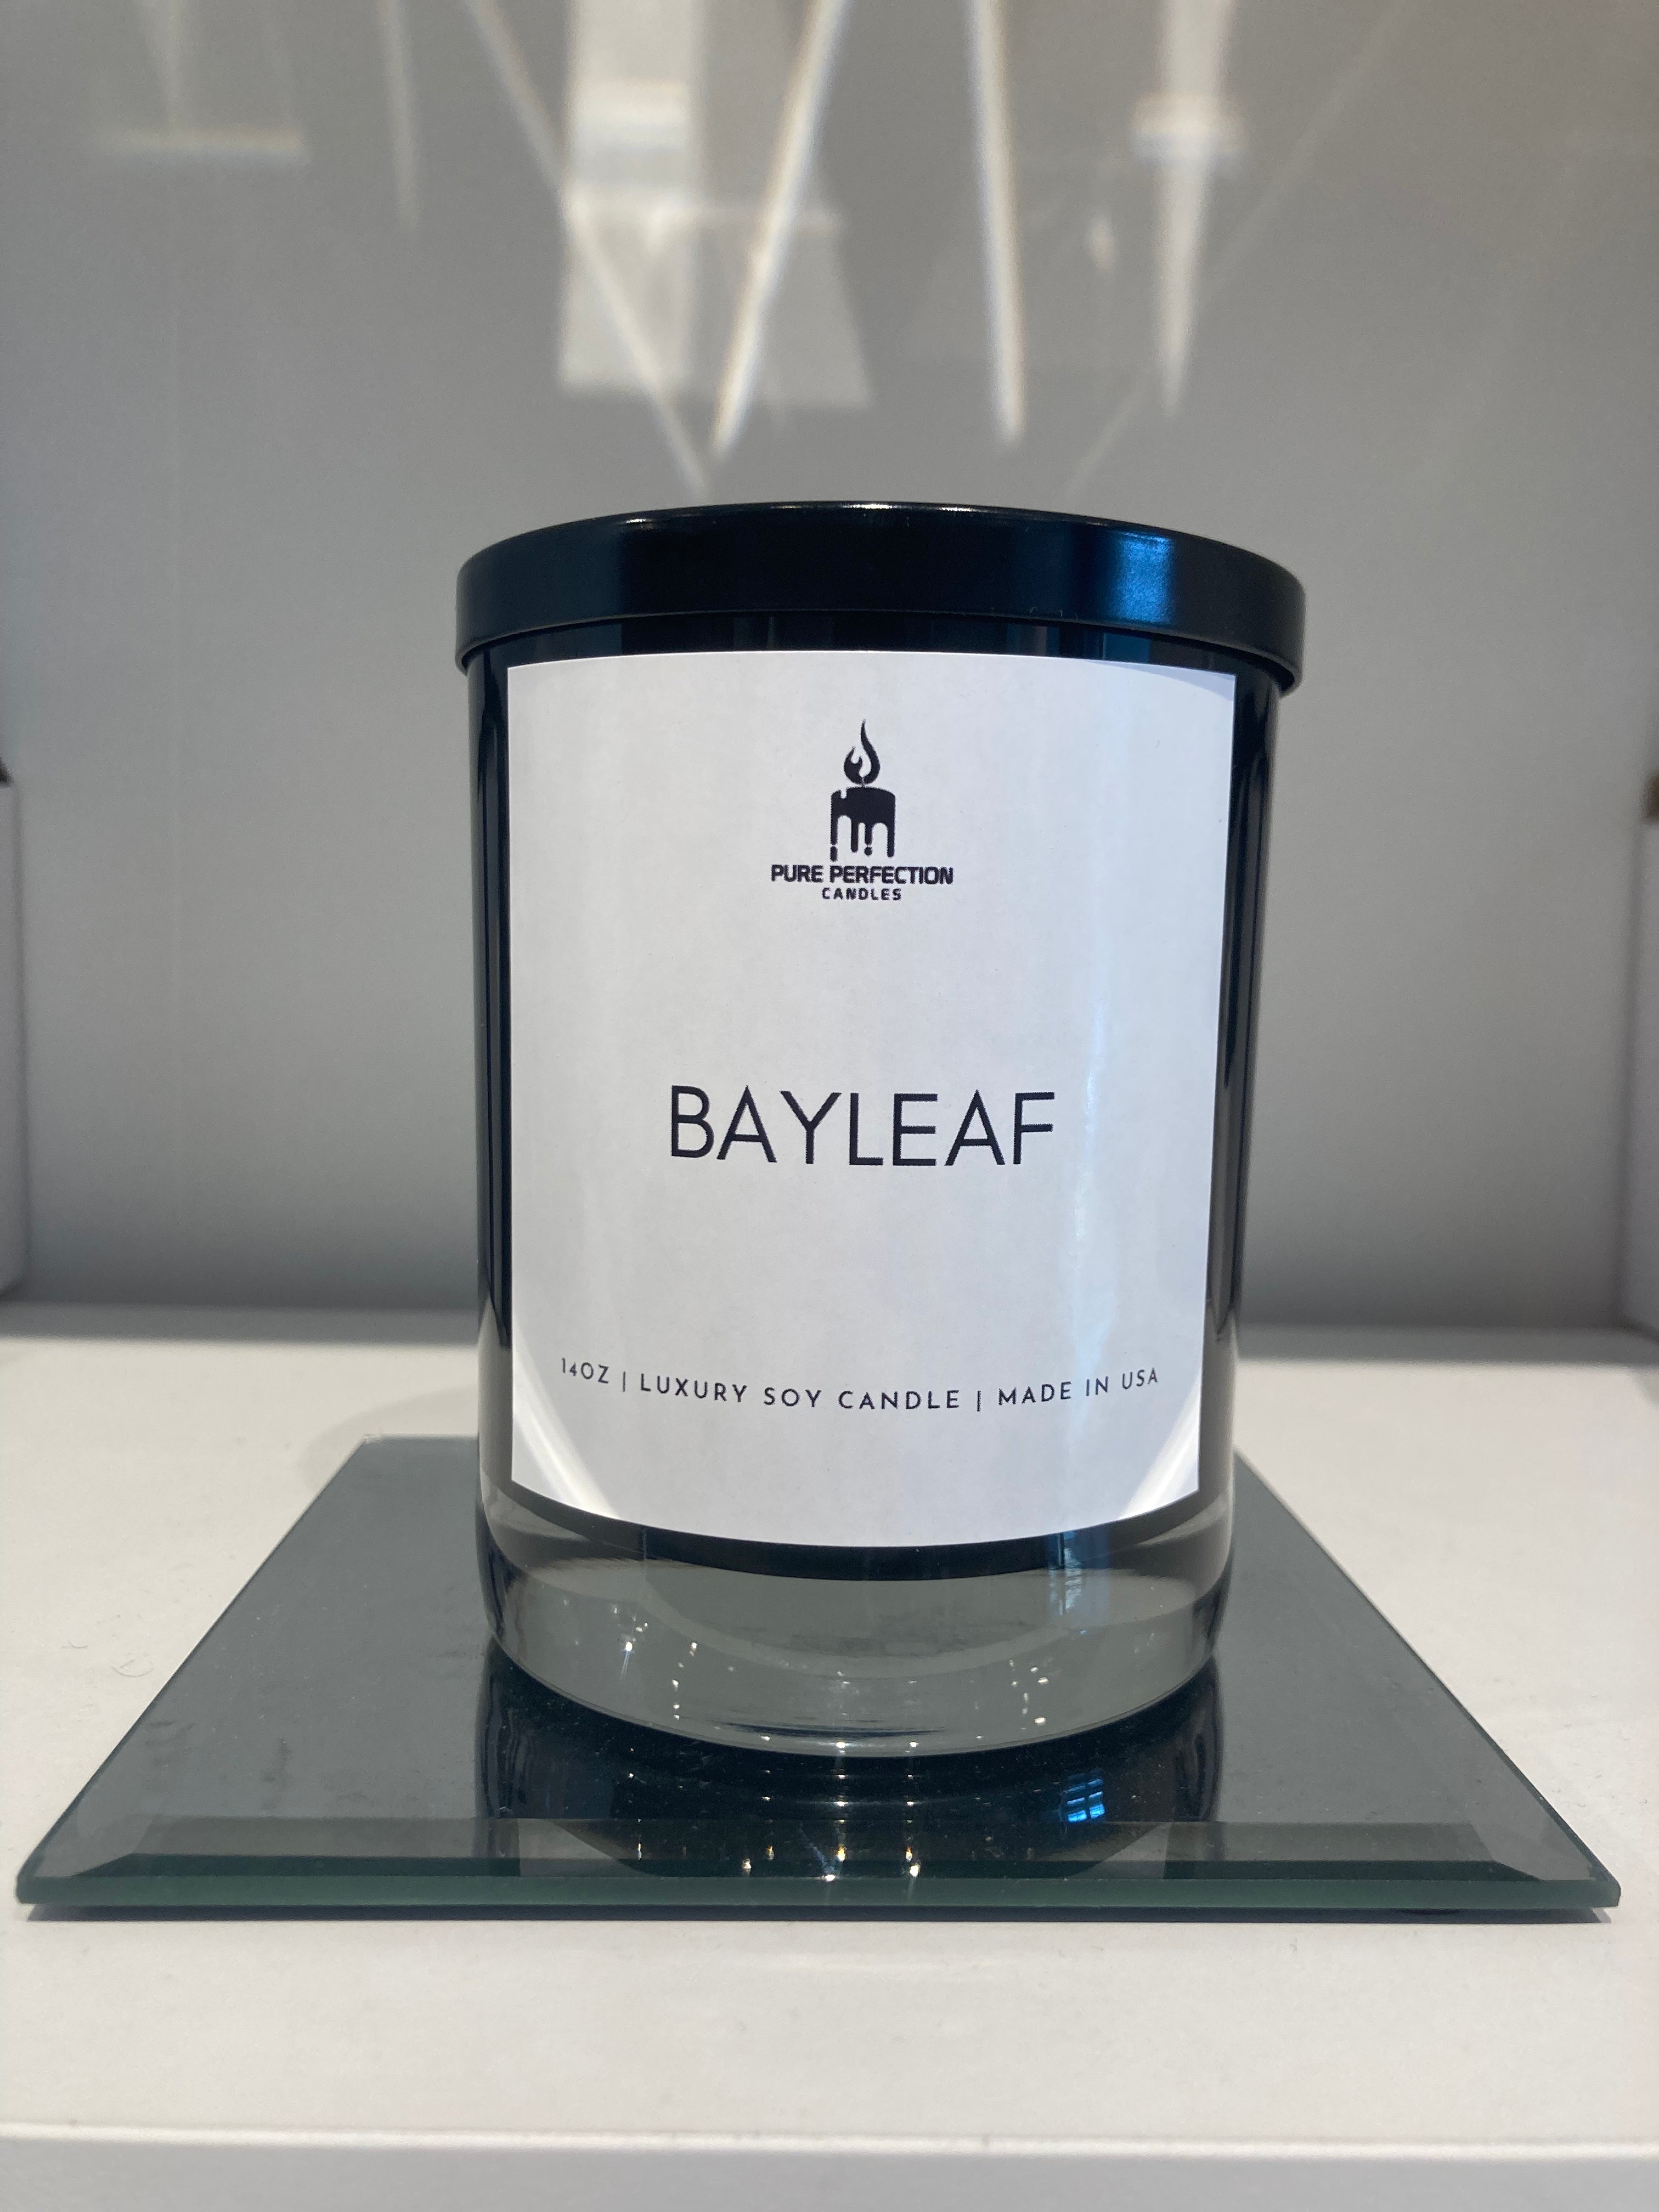 PURE PERFECTION
CANDLES
BAYLEAF
14OZ | LUXURY SOY CANDLE | MADE IN USA